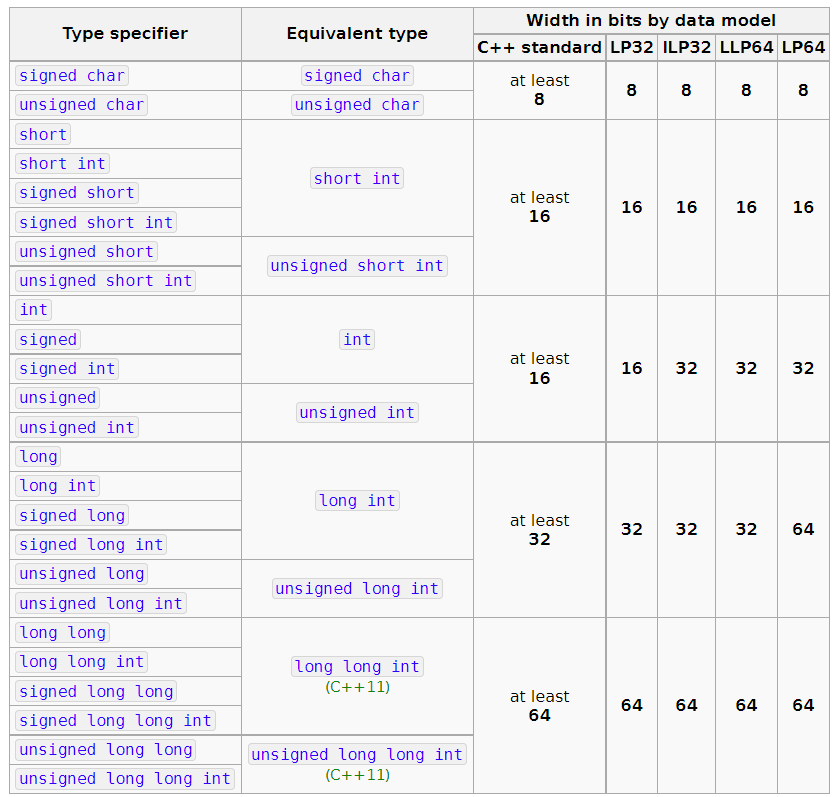 Type specifier Equivalent type Width in bits by data model
C++ standard LP32 ILP32 LLP64 LP64
signed char signed char at least 8 8 8 8 8
unsigned char unsigned char
short short int at least 16 16 16 16 16
short int
signed short
signed short int
unsigned short unsigned short int
unsigned short int
int int at least 16 16 32 32 32
signed
signed int
unsigned unsigned int
unsigned int
long long int at least 32 32 32 32 64
long int
signed long
signed long int
unsigned long unsigned long int
unsigned long int
long long long long int (C++11) at least 64 64 64 64 64
long long int
signed long long
signed long long int
unsigned long long unsigned long long int (C++11)
unsigned long long int